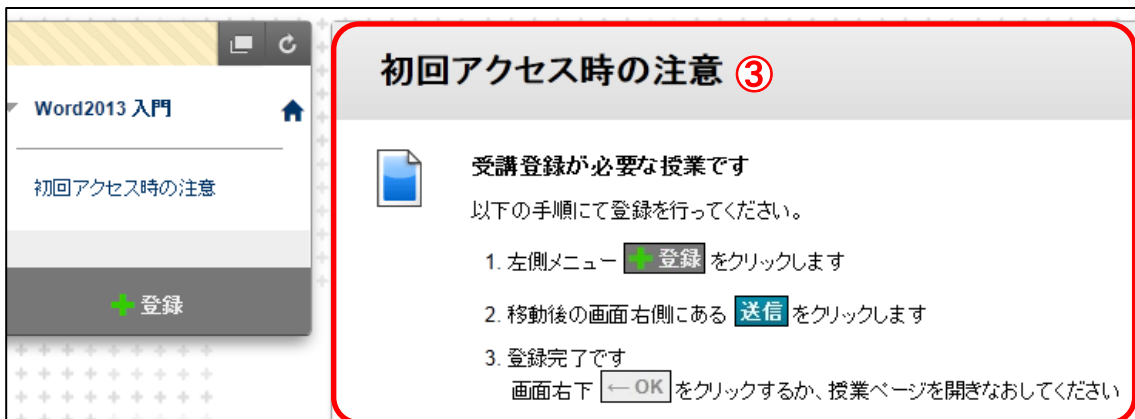 Word2013 入門
初回アクセス時の注意
登録
初回アクセス時の注意 ③
受講登録が必要な授業です
以下の手順にて登録を行ってください。
1. 左側メニュー 登録 をクリックします
2. 移動後の画面右側にある 送信 をクリックします
3. 登録完了です
画面右下 ←OK をクリックするか、授業ページを開きなおしてください